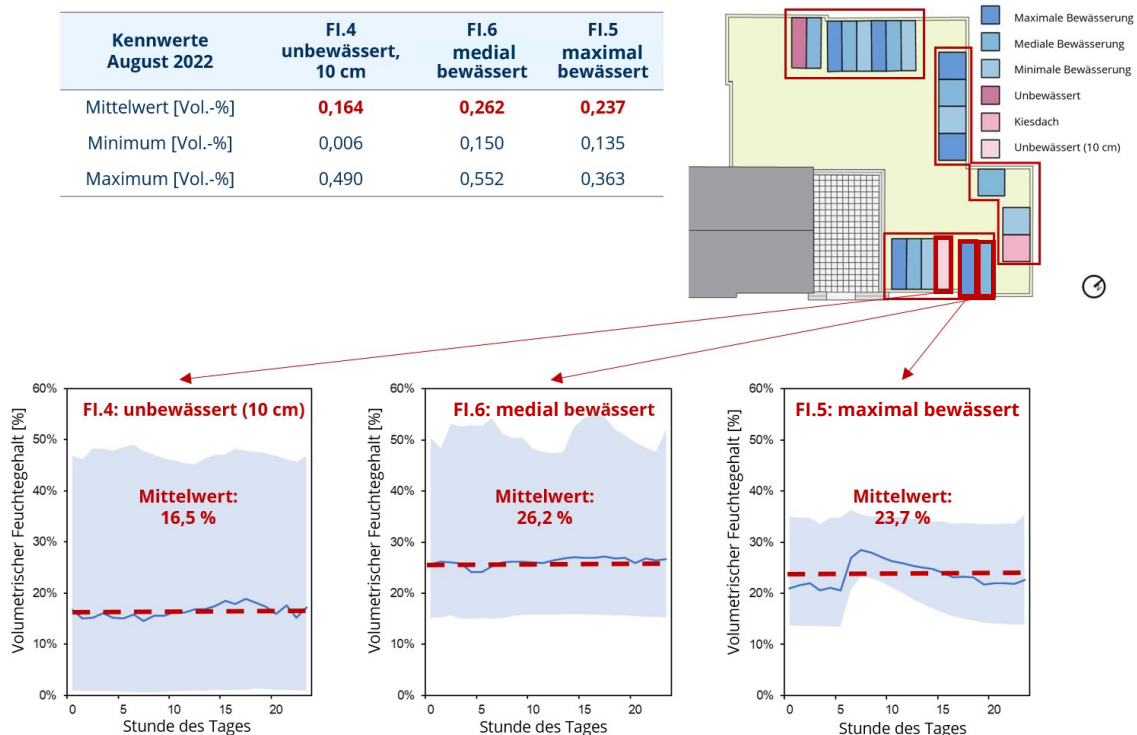 Kennwerte
August 2022
FI.4
unbewässert,
10 cm
FI.6
medial
bewässert
FI.5
maximal
bewässert
Mittelwert [Vol.-%] 0,164 0,262 0,237
Minimum [Vol.-%] 0,006 0,150 0,135
Maximum [Vol.-%] 0,490 0,552 0,363
Maximale Bewässerung
Mediale Bewässerung
Minimale Bewässerung
Unbewässert
Kiesdach
Unbewässert (10 cm)
FI.4: unbewässert (10 cm)
Mittelwert:
16,5 %
Volumetrischer Feuchtegehalt [%]
60%
50%
40%
30%
20%
10%
0%
0 5 10 15 20
Stunde des Tages
FI.6: medial bewässert
Mittelwert:
26,2 %
Volumetrischer Feuchtegehalt [%]
60%
50%
40%
30%
20%
10%
0%
0 5 10 15 20
Stunde des Tages
FI.5: maximal bewässert
Mittelwert:
23,7 %
Volumetrischer Feuchtegehalt [%]
60%
50%
40%
30%
20%
10%
0%
0 5 10 15 20
Stunde des Tages